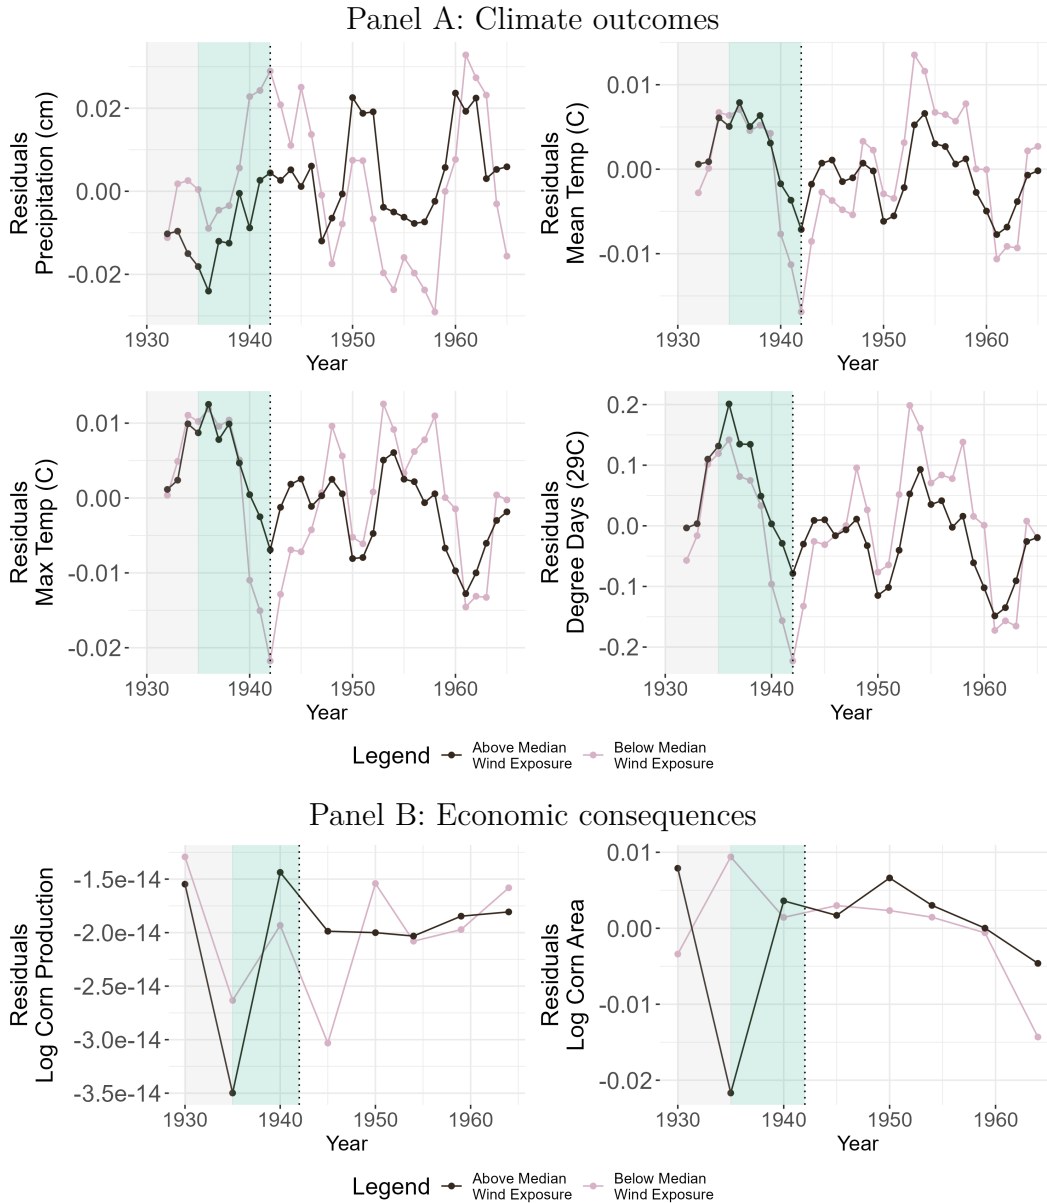 Panel A: Climate outcomes
Residuals
Precipitation (cm)
0.02
0.00
-0.02
1930 1940 1950 1960
Year
Residuals
Mean Temp (C)
0.01
0.00
-0.01
1930 1940 1950 1960
Year
Residuals
Max Temp (C)
0.01
0.00
-0.01
-0.02
1930 1940 1950 1960
Year
Residuals
Degree Days (29C)
0.2
0.1
0.0
-0.1
-0.2
1930 1940 1950 1960
Year
Legend Above Median Below Median
Wind Exposure Wind Exposure
Panel B: Economic consequences
Residuals
Log Corn Production
-1.5e-14
-2.0e-14
-2.5e-14
-3.0e-14
-3.5e-14
1930 1940 1950 1960
Year
Residuals
Log Corn Area
0.01
0.00
-0.01
-0.02
1930 1940 1950 1960
Year
Legend Above Median Below Median
Wind Exposure Wind Exposure